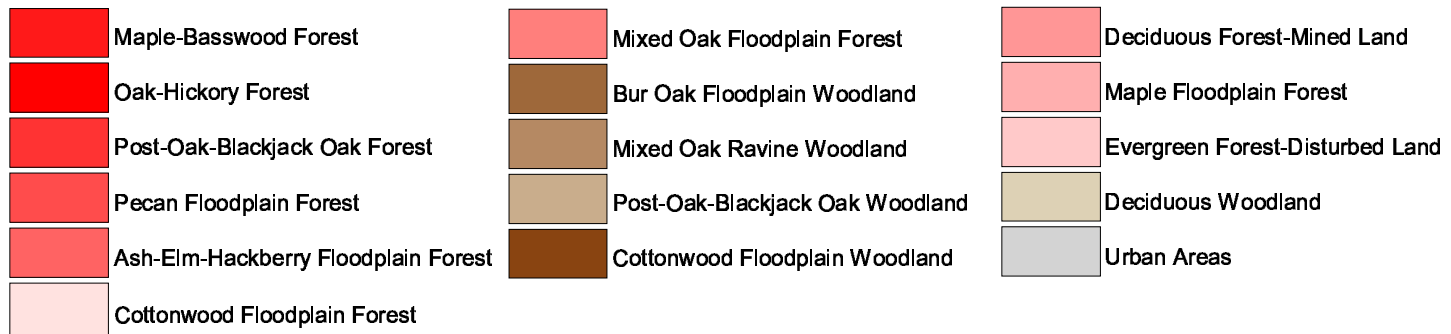 Maple-Basswood Forest
Oak-Hickory Forest
Post-Oak-Blackjack Oak Forest
Pecan Floodplain Forest
Ash-Elm-Hackberry Floodplain Forest
Cottonwood Floodplain Forest
Mixed Oak Floodplain Forest
Bur Oak Floodplain Woodland
Mixed Oak Ravine Woodland
Post-Oak-Blackjack Oak Woodland
Cottonwood Floodplain Woodland
Deciduous Forest-Mined Land
Maple Floodplain Forest
Evergreen Forest-Disturbed Land
Deciduous Woodland
Urban Areas